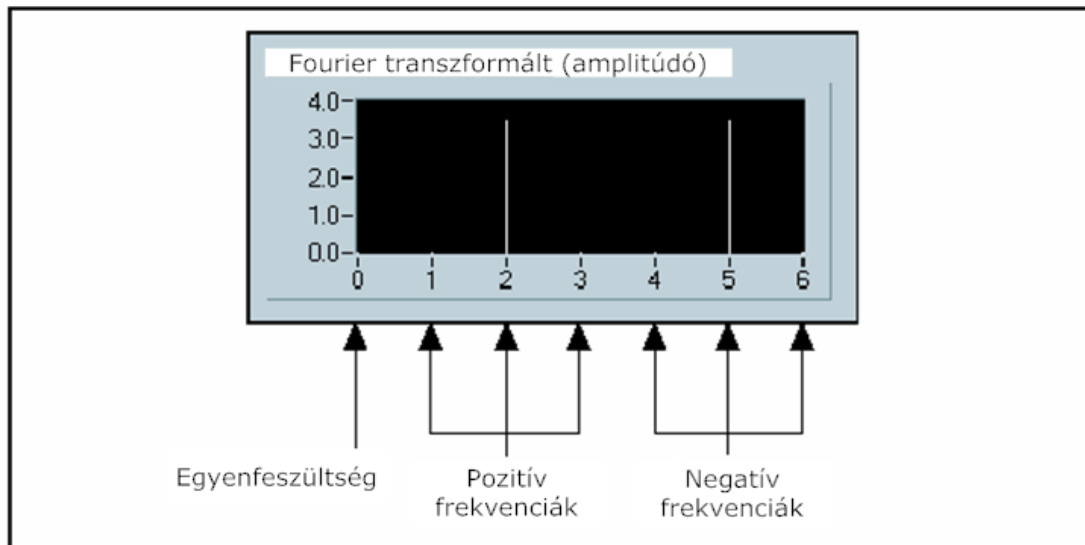 Fourier transzformált (amplitúdó)
4.0
3.0
2.0
1.0
0.0
0 1 2 3 4 5 6
Egyenfeszültség
Pozitív
frekvenciák
Negatív
frekvenciák